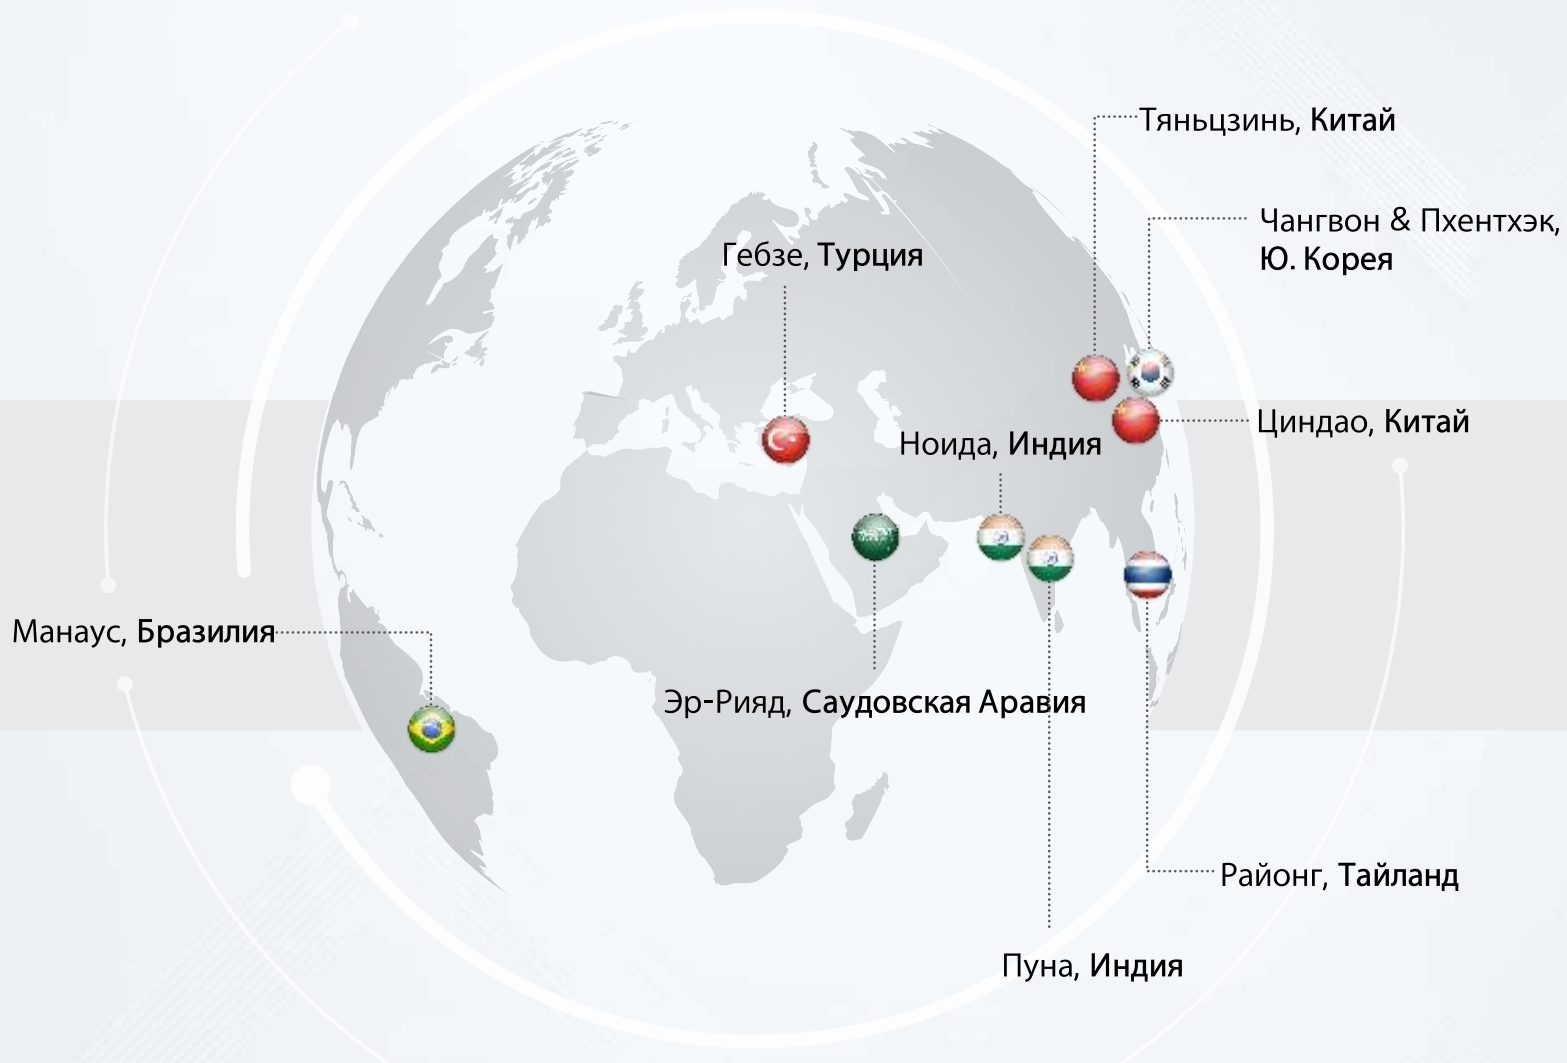 Тяньцзинь, Китай
Чангвон & Пхентхэк,
Ю. Корея
Гебзе, Турция
Циндао, Китай
Ноида, Индия
Манаус, Бразилия
Эр-Рияд, Саудовская Аравия
Районг, Тайланд
Пуна, Индия